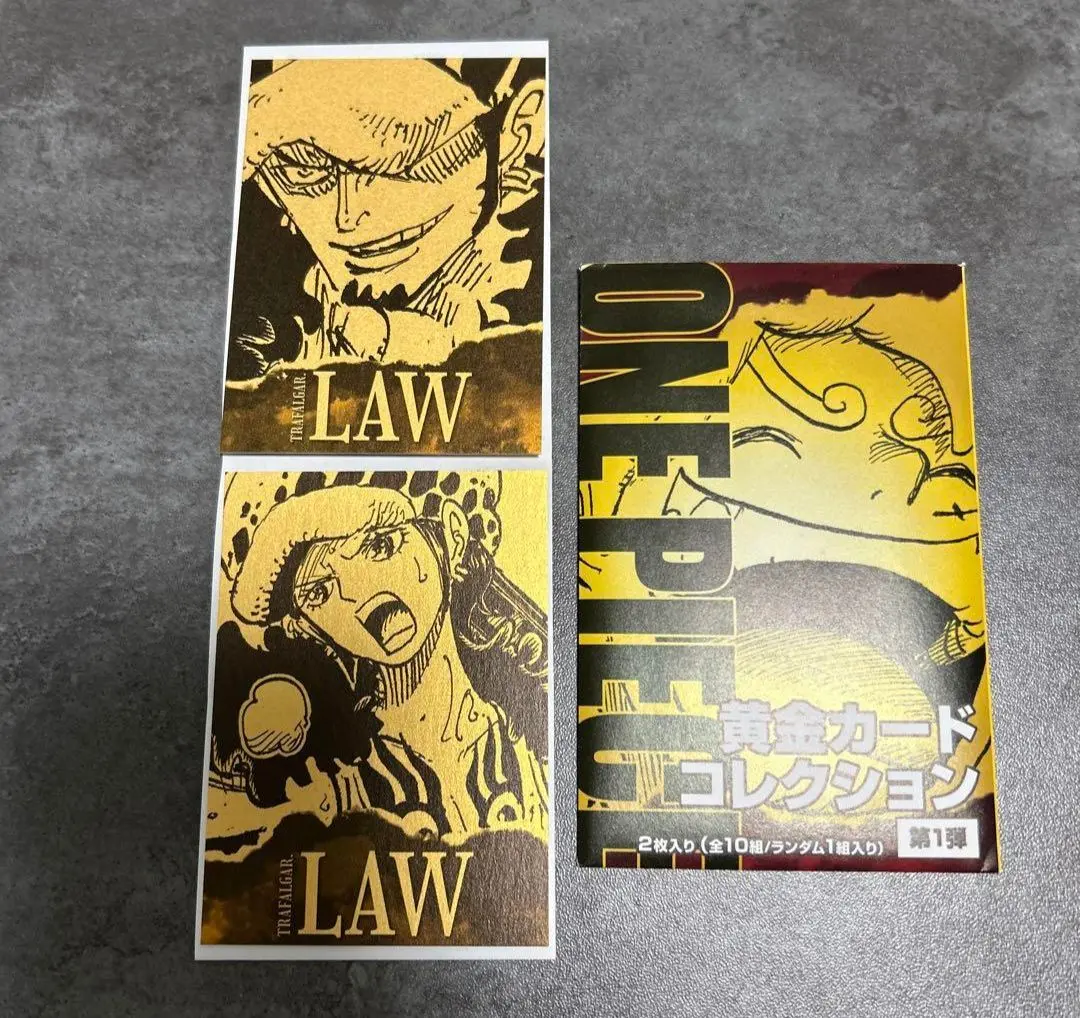 TRAFALGAR.
LAW
TRAFALGAR.
LAW
ONE PIECE
黄金カード
コレクション
第1弾
2枚入り(全10組/ランダム1組入り)